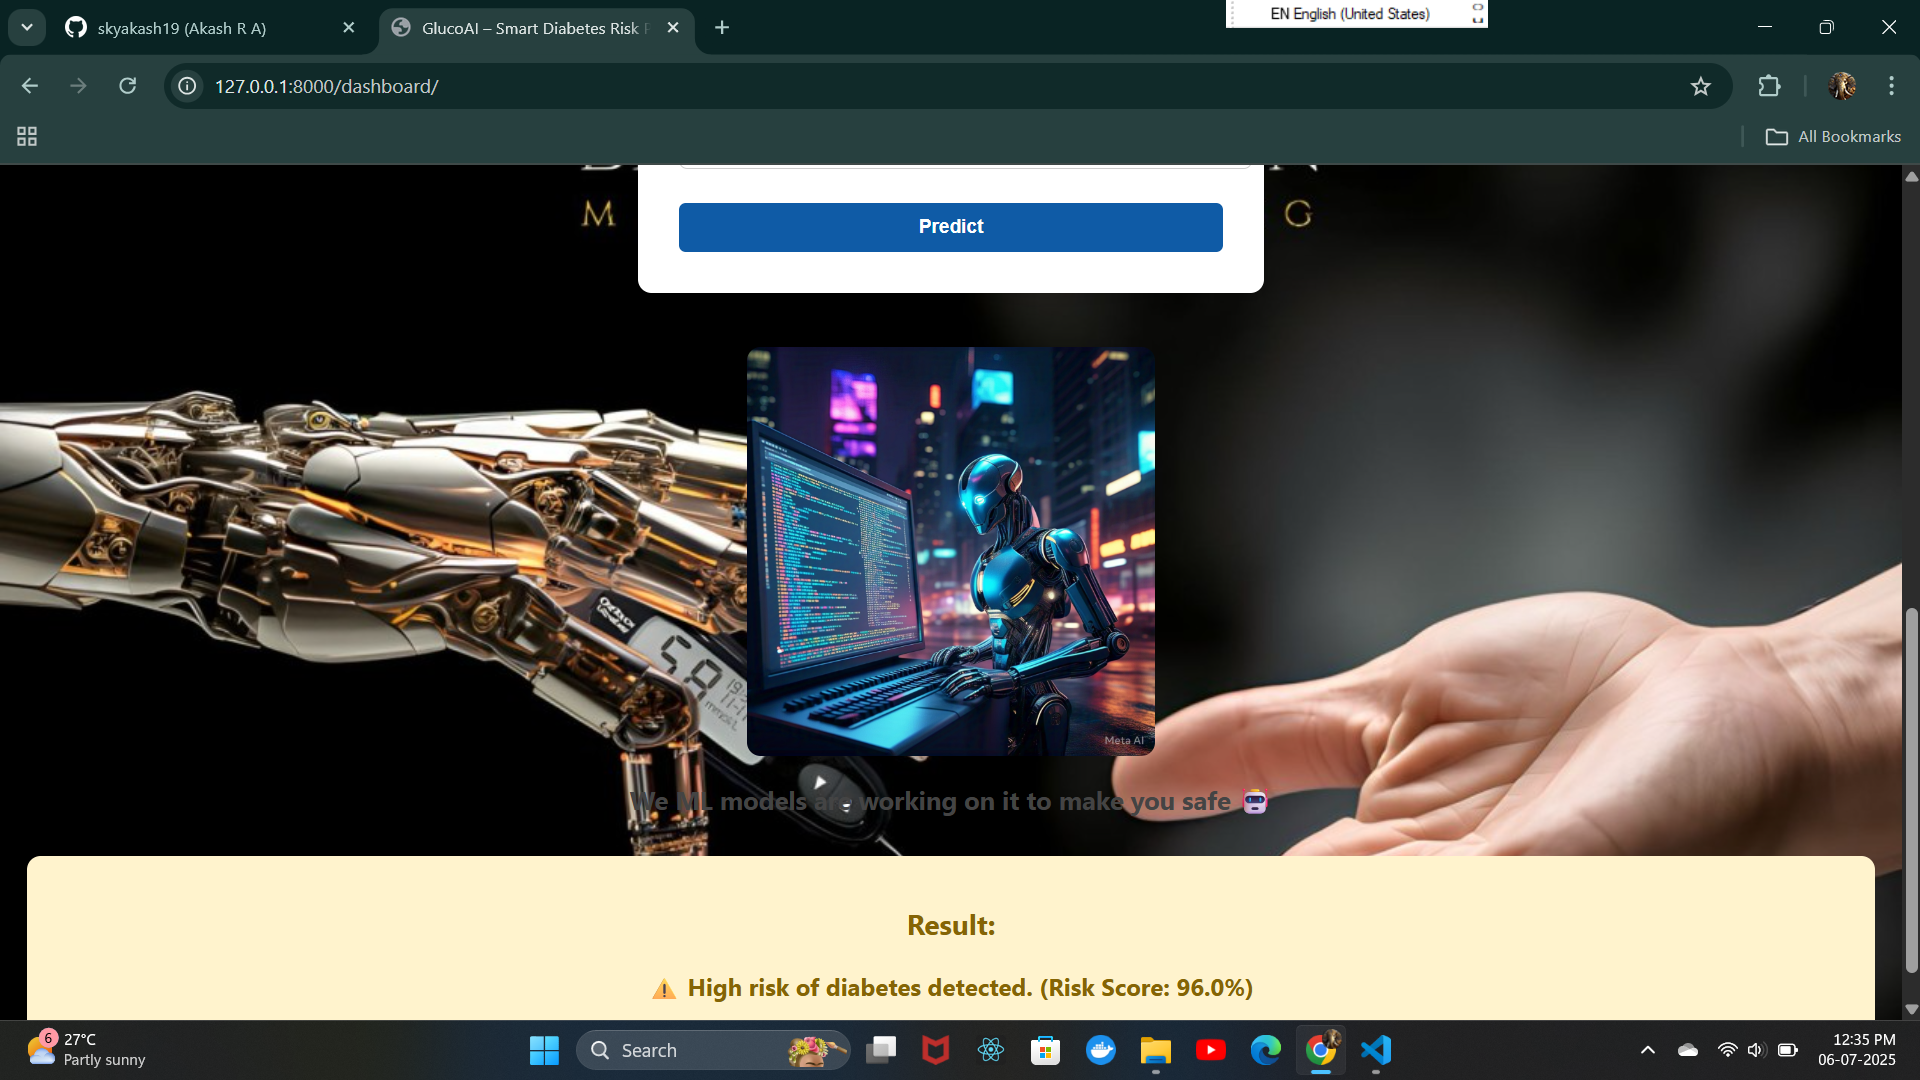 skyakash19 (Akash R A)
GlucoAI – Smart Diabetes Risk
EN English (United States)
127.0.0.1:8000/dashboard/
All Bookmarks
M
G
Predict
58
mmol/L
Meta AI
We ML models are working on it to make you safe
Result:
High risk of diabetes detected. (Risk Score: 96.0%)
6
27°C
Partly sunny
Search
12:35 PM
06-07-2025